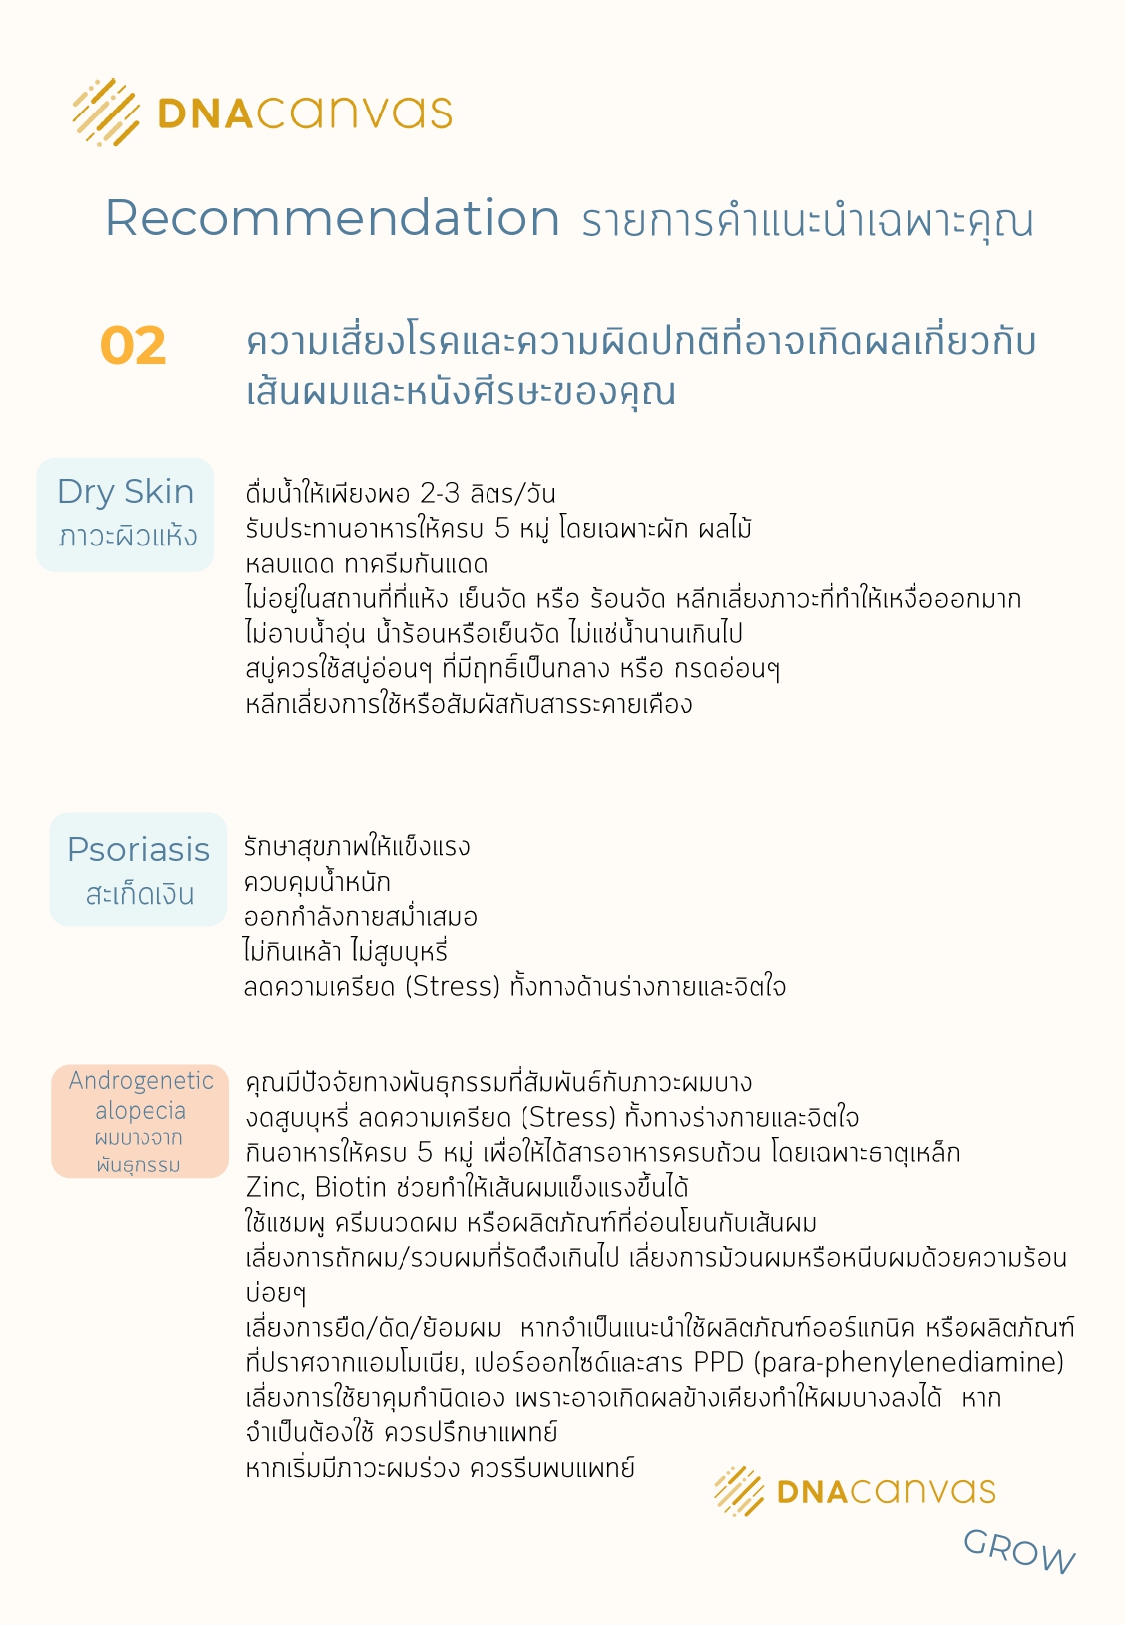 DNAcanvas
Recommendation รายการคำแนะนำเฉพาะคุณ
02
ความเสี่ยงโรคและความผิดปกติที่อาจเกิดผลเกี่ยวกับ
เส้นผมและหนังศีรษะของคุณ
Dry Skin
ภาวะผิวแห้ง
ดื่มน้ำให้เพียงพอ 2-3 ลิตร/วัน
รับประทานอาหารให้ครบ 5 หมู่ โดยเฉพาะผัก ผลไม้
หลบแดด ทาครีมกันแดด
ไม่อยู่ในสถานที่ที่แห้ง เย็นจัด หรือ ร้อนจัด หลีกเลี่ยงภาวะที่ทำให้เหงื่อออกมาก
ไม่อาบน้ำอุ่น น้ำร้อนหรือเย็นจัด ไม่แช่น้ำนานเกินไป
สบู่ควรใช้สบู่อ่อนๆ ที่มีฤทธิ์เป็นกลาง หรือ กรดอ่อนๆ
หลีกเลี่ยงการใช้หรือสัมผัสกับสารระคายเคือง
Psoriasis
สะเก็ดเงิน
รักษาสุขภาพให้แข็งแรง
ควบคุมน้ำหนัก
ออกกำลังกายสม่ำเสมอ
ไม่กินเหล้า ไม่สูบบุหรี่
ลดความเครียด (Stress) ทั้งทางด้านร่างกายและจิตใจ
Androgenetic
alopecia
ผมบางจาก
พันธุกรรม
คุณมีปัจจัยทางพันธุกรรมที่สัมพันธ์กับภาวะผมบาง
งดสูบบุหรี่ ลดความเครียด (Stress) ทั้งทางร่างกายและจิตใจ
กินอาหารให้ครบ 5 หมู่ เพื่อให้ได้สารอาหารครบถ้วน โดยเฉพาะธาตุเหล็ก
Zinc, Biotin ช่วยทำให้เส้นผมแข็งแรงขึ้นได้
ใช้แชมพู ครีมนวดผม หรือผลิตภัณฑ์ที่อ่อนโยนกับเส้นผม
เลี่ยงการถักผม/รวบผมที่รัดตึงเกินไป เลี่ยงการม้วนผมหรือหนีบผมด้วยความร้อน
บ่อยๆ
เลี่ยงการยืด/ดัด/ย้อมผม  หากจำเป็นแนะนำใช้ผลิตภัณฑ์ออร์แกนิค หรือผลิตภัณฑ์
ที่ปราศจากแอมโมเนีย, เปอร์ออกไซด์และสาร PPD (para-phenylenediamine)
เลี่ยงการใช้ยาคุมกำนิดเอง เพราะอาจเกิดผลข้างเคียงทำให้ผมบางลงได้  หาก
จำเป็นต้องใช้ ควรปรึกษาแพทย์
หากเริ่มมีภาวะผมร่วง ควรรีบพบแพทย์
DNAcanvas
GROW